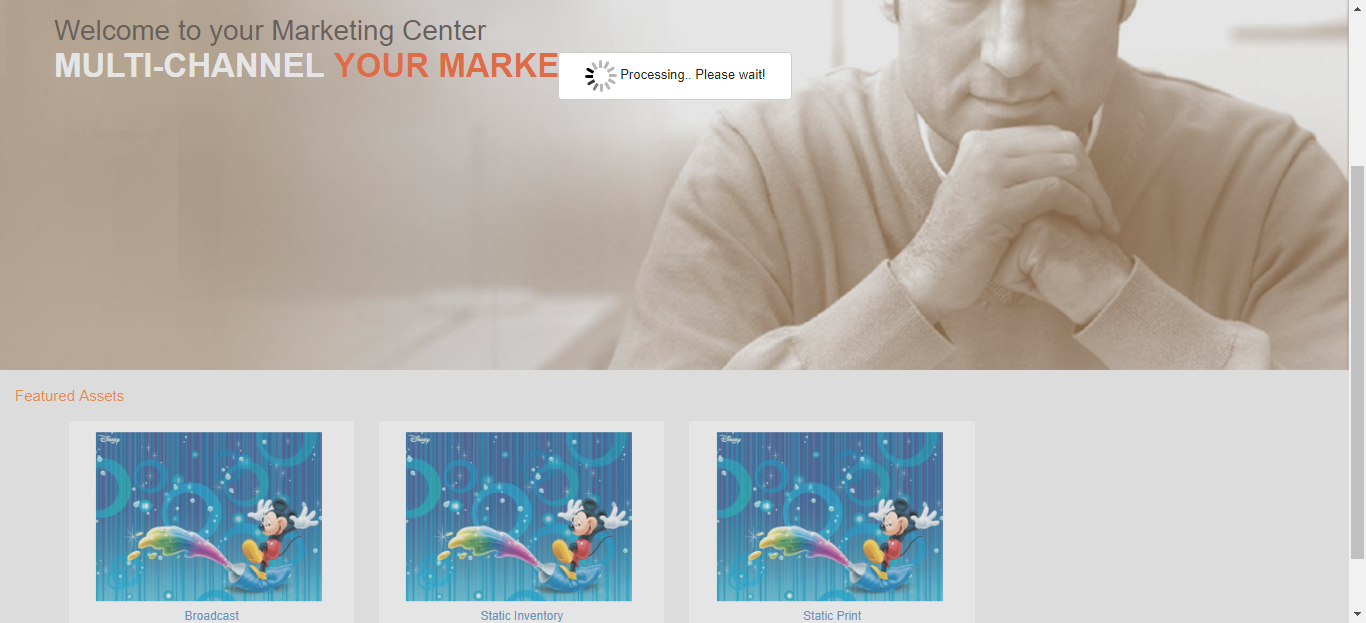 Welcome to your Marketing Center
MULTI-CHANNEL YOUR MARKE
Processing.. Please wait!
Featured Assets
Disney
Disney
Disney
Broadcast
Static Inventory
Static Print